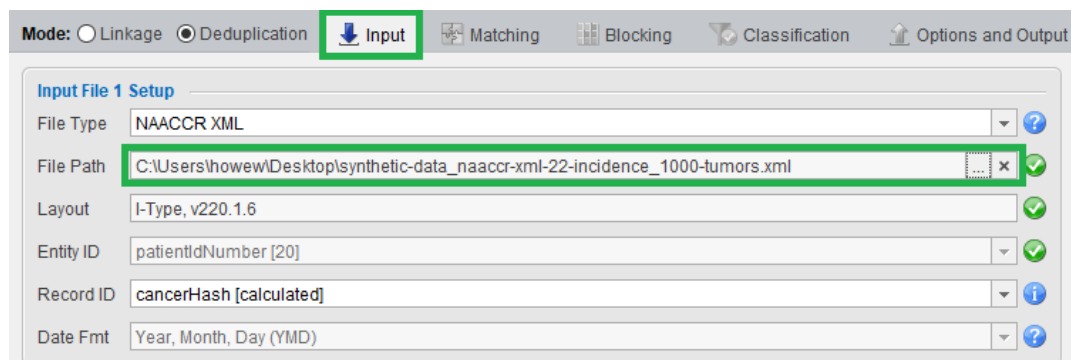 Mode: Linkage Deduplication Input Matching Blocking Classification Options and Output
Input File 1 Setup
File Type NAACCR XML
File Path C:\Users\howew\Desktop\synthetic-data_naaccr-xml-22-incidence_1000-tumors.xml ... ×
Layout I-Type, v220.1.6
Entity ID patientIdNumber [20]
Record ID cancerHash [calculated]
Date Fmt Year, Month, Day (YMD)